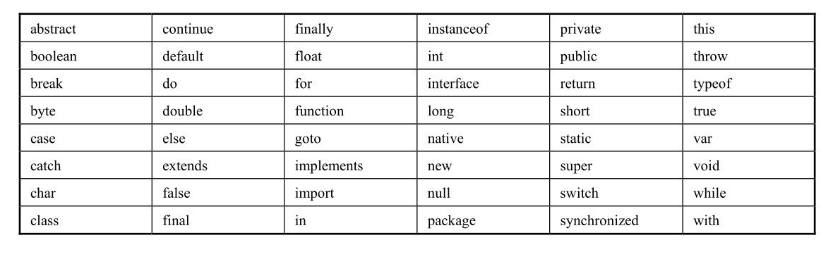 abstract continue finally instanceof private this
boolean default float int public throw
break do for interface return typeof
byte double function long short true
case else goto native static var
catch extends implements new super void
char false import null switch while
class final in package synchronized with